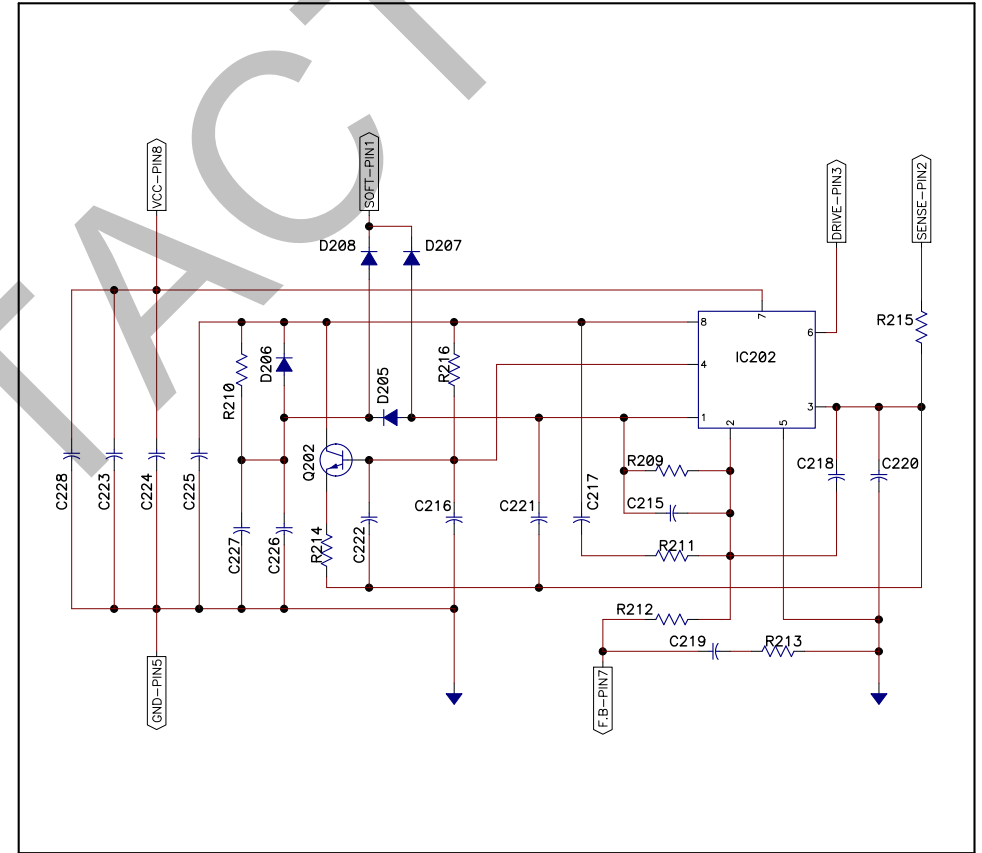 TACT
VCC-PIN8
SOFT-PIN1
DRIVE-PIN3
SENSE-PIN2
D208
D207
R215
8
7
6
IC202
4
3
1
2
5
R210
D206
D205
R216
Q202
R209
C218
C220
C228
C223
C224
C225
C227
C226
R214
C222
C216
C221
C217
C215
R211
R212
C219
R213
GND-PIN5
F.B-PIN7